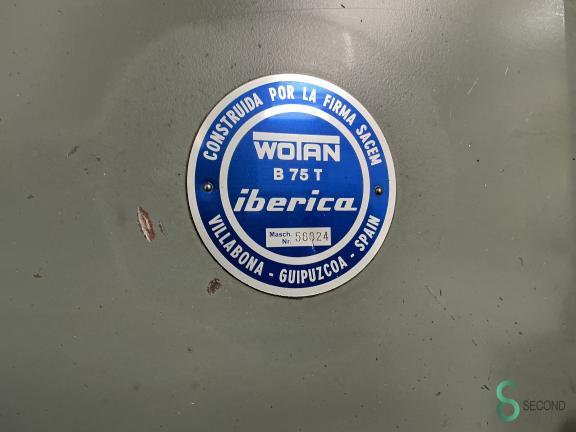 CONSTRUIDA POR LA FIRMA SACEM
WOTAN
B 75 T
iberica
Masch. Nr. 50024
VILLABONA - GUIPUZCOA - SPAIN
SECOND